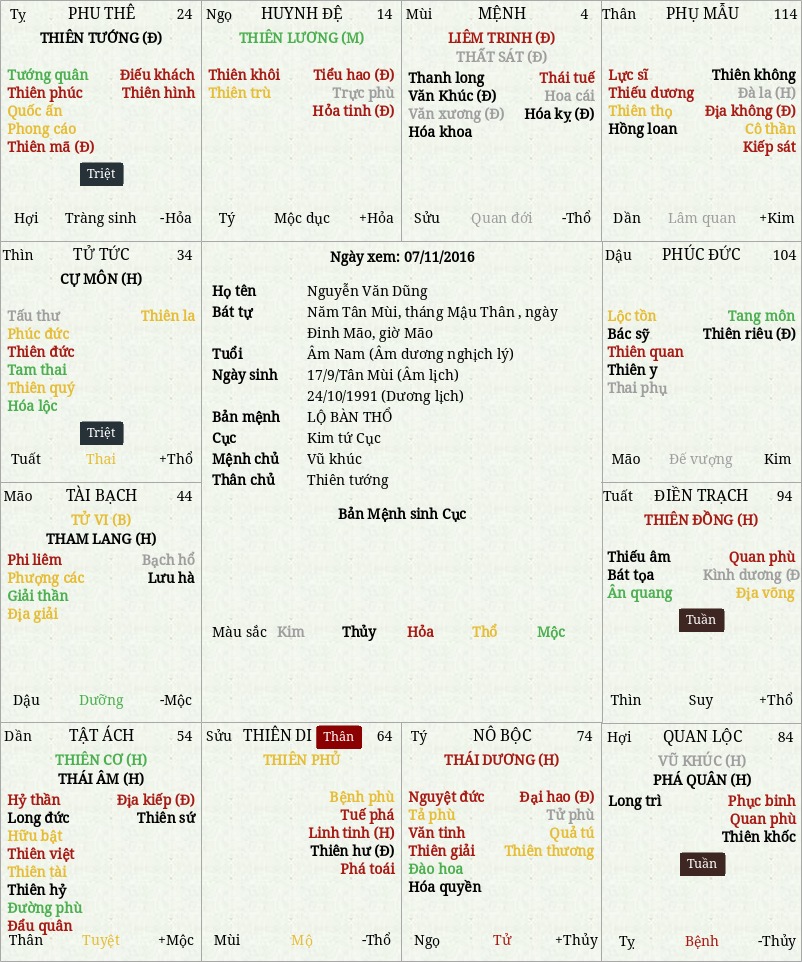 Tỵ PHU THÊ 24
THIÊN TƯỚNG (Đ)
Tướng quân Điếu khách
Thiên phúc Thiên hình
Quốc ấn
Phong cáo
Thiên mã (Đ)
Triệt
Hợi Tràng sinh -Hỏa
Ngọ HUYNH ĐỆ 14
THIÊN LƯƠNG (M)
Thiên khôi Tiểu hao (Đ)
Thiên trù Trực phù
Hỏa tinh (Đ)
Tý Mộc dục +Hỏa
Mùi MỆNH 4
LIÊM TRINH (Đ)
THẤT SÁT (Đ)
Thanh long Thái tuế
Văn Khúc (Đ) Hoa cái
Văn xương (Đ) Hóa kỵ (Đ)
Hóa khoa
Sửu Quan đới -Thổ
Thân PHỤ MẪU 114
Lực sĩ Thiên không
Thiếu dương Đà la (H)
Thiên thọ Địa không (Đ)
Hồng loan Cô thần
Kiếp sát
Dần Lâm quan +Kim
Thìn TỬ TỨC 34
CỰ MÔN (H)
Tấu thư Thiên la
Phúc đức
Thiên đức
Tam thai
Thiên quý
Hóa lộc
Triệt
Tuất Thai +Thổ
Ngày xem: 07/11/2016
Họ tên Nguyễn Văn Dũng
Bát tự Năm Tân Mùi, tháng Mậu Thân , ngày
Đinh Mão, giờ Mão
Tuổi Âm Nam (Âm dương nghịch lý)
Ngày sinh 17/9/Tân Mùi (Âm lịch)
24/10/1991 (Dương lịch)
Bản mệnh LỘ BÀN THỔ
Cục Kim tứ Cục
Mệnh chủ Vũ khúc
Thân chủ Thiên tướng
Bản Mệnh sinh Cục
Màu sắc Kim Thủy Hỏa Thổ Mộc
Dậu PHÚC ĐỨC 104
Lộc tồn Tang môn
Bác sỹ Thiên riêu (Đ)
Thiên quan
Thiên y
Thai phụ
Mão Đế vượng Kim
Mão TÀI BẠCH 44
TỬ VI (B)
THAM LANG (H)
Phi liêm Bạch hổ
Phượng các Lưu hà
Giải thần
Địa giải
Dậu Dưỡng -Mộc
Tuất ĐIỀN TRẠCH 94
THIÊN ĐỒNG (H)
Thiếu âm Quan phù
Bát tọa Kình dương (Đ
Ân quang Địa võng
Tuần
Thìn Suy +Thổ
Dần TẬT ÁCH 54
THIÊN CƠ (H)
THÁI ÂM (H)
Hỷ thần Địa kiếp (Đ)
Long đức Thiên sứ
Hữu bật
Thiên việt
Thiên tài
Thiên hỷ
Đường phù
Đẩu quân
Thân Tuyệt +Mộc
Sửu THIÊN DI Thân 64
THIÊN PHỦ
Bệnh phù
Tuế phá
Linh tinh (H)
Thiên hư (Đ)
Phá toái
Mùi Mộ -Thổ
Tý NÔ BỘC 74
THÁI DƯƠNG (H)
Nguyệt đức Đại hao (Đ)
Tả phù Tử phù
Văn tinh Quả tú
Thiên giải Thiên thương
Đào hoa
Hóa quyền
Ngọ Tử +Thủy
Hợi QUAN LỘC 84
VŨ KHÚC (H)
PHÁ QUÂN (H)
Long trì Phục binh
Quan phù
Thiên khốc
Tuần
Tỵ Bệnh -Thủy